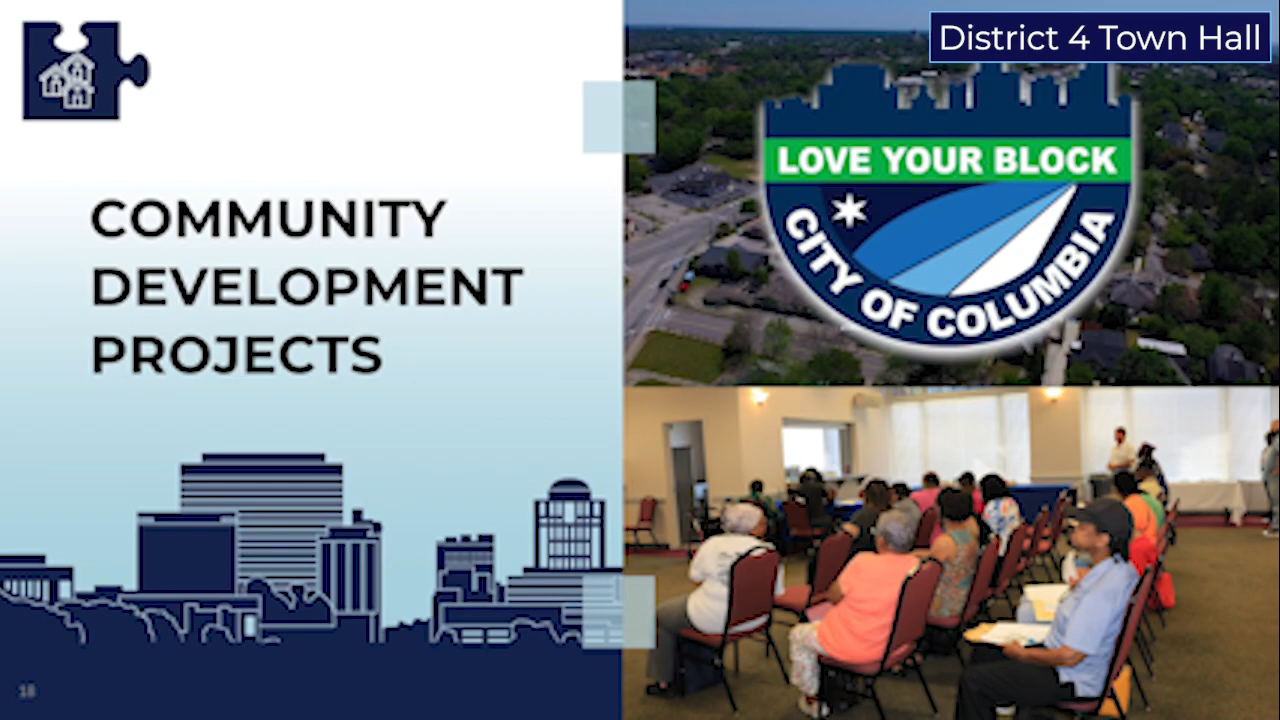 COMMUNITY
DEVELOPMENT
PROJECTS
18
District 4 Town Hall
LOVE YOUR BLOCK
CITY OF COLUMBIA